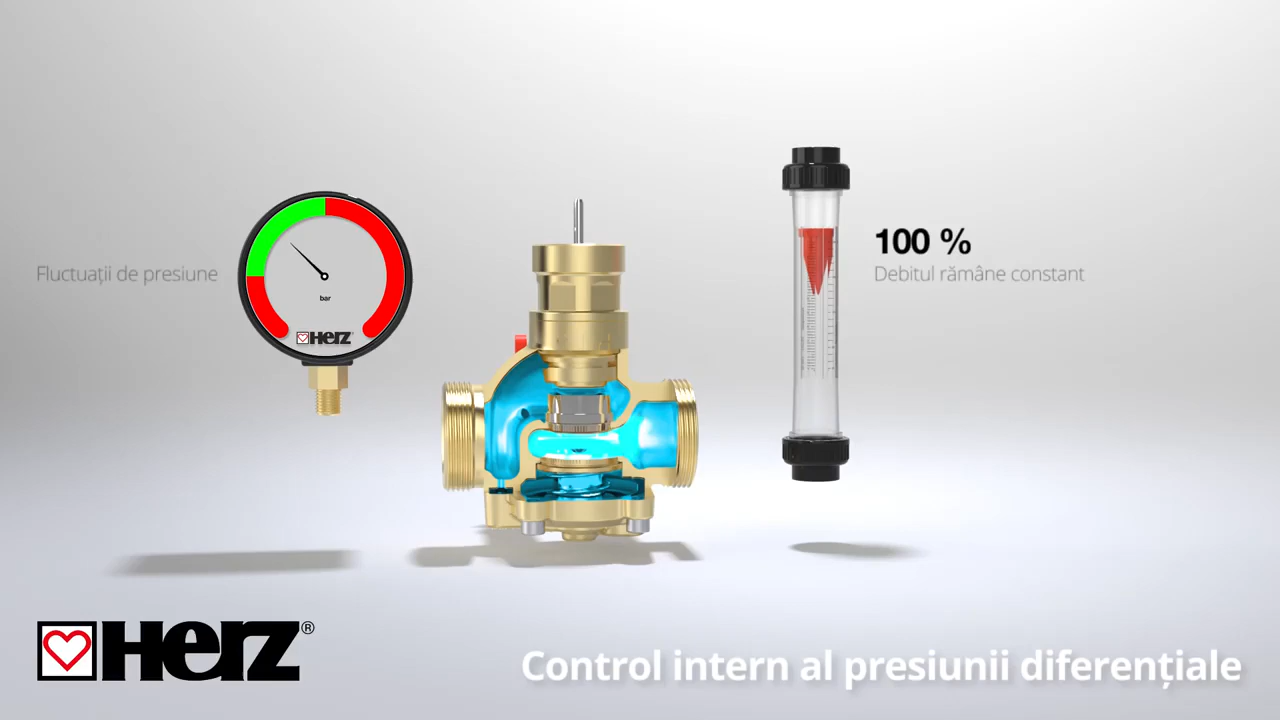 100 %
Fluctuații de presiune
Debitul rămâne constant
bar
HERZ
HERZ®
Control intern al presiunii diferențiale